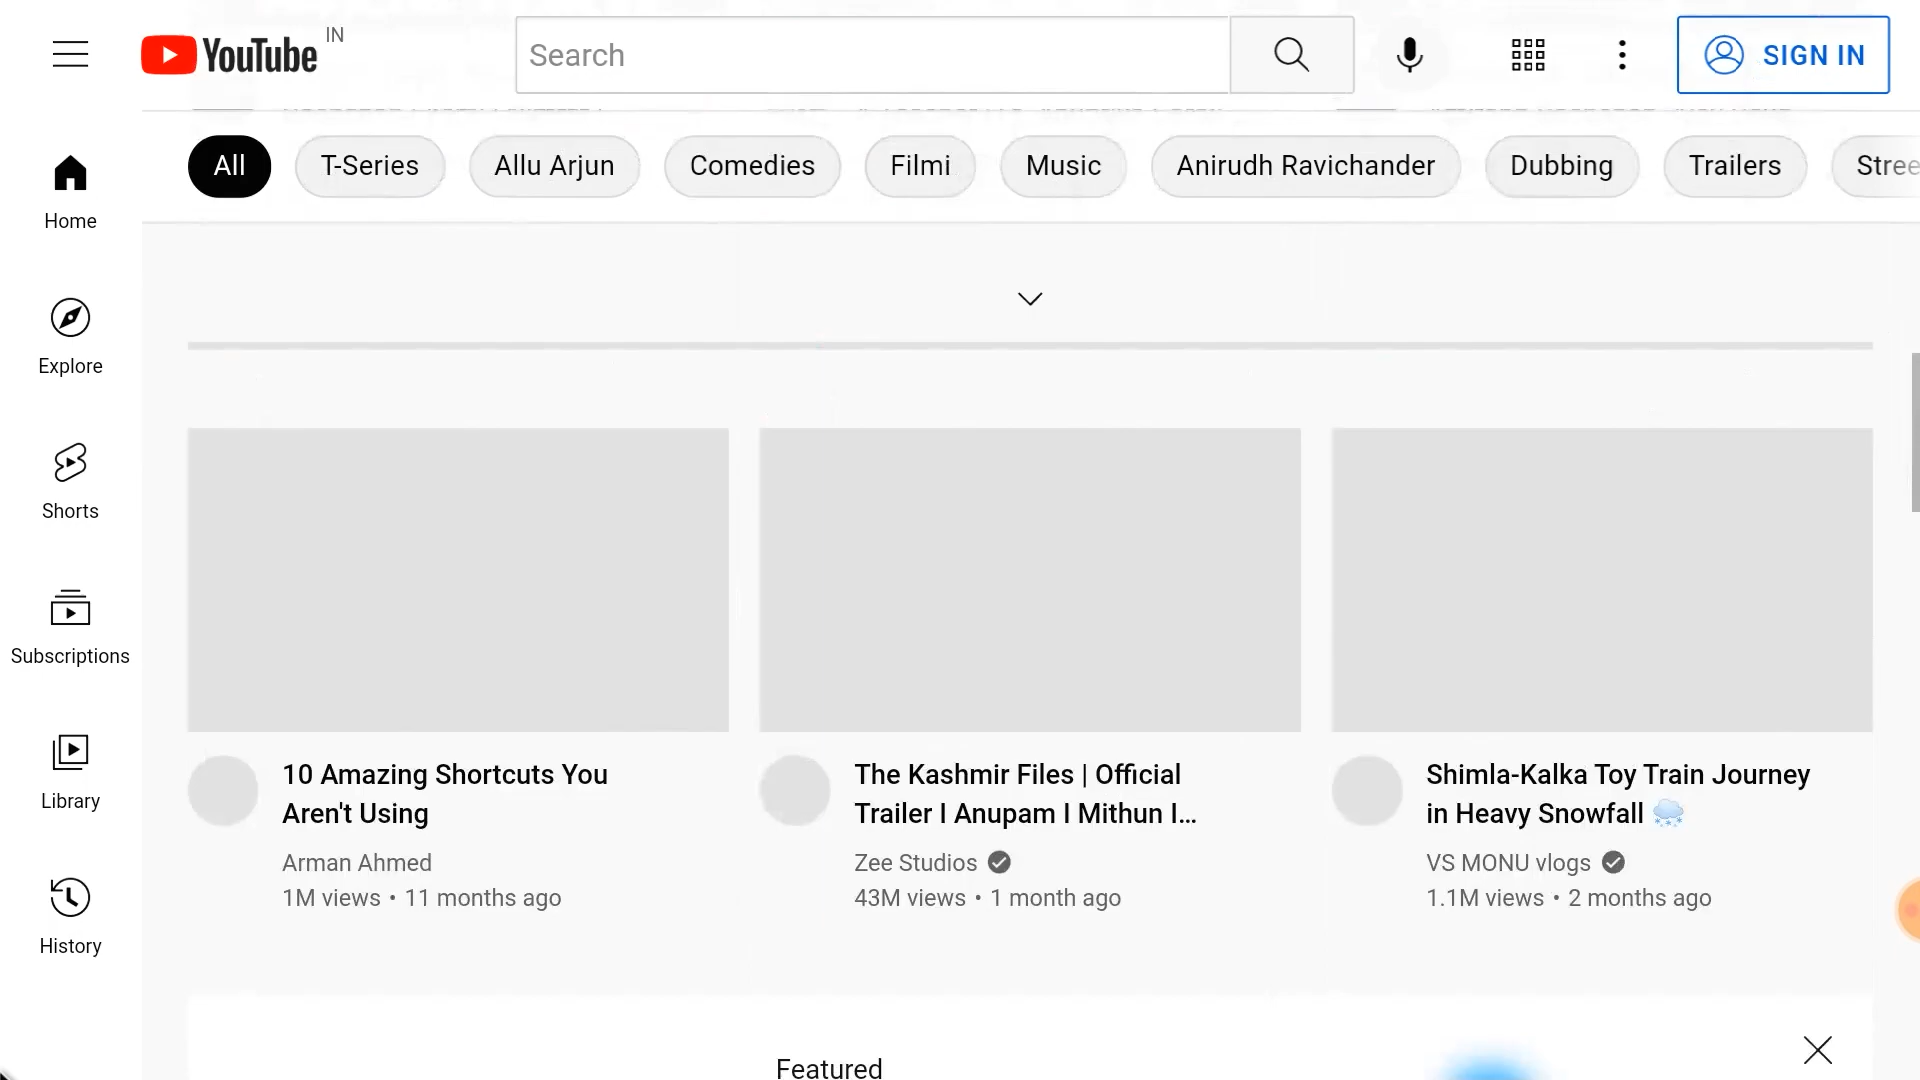 YouTube IN
Search
SIGN IN
All T-Series Allu Arjun Comedies Filmi Music Anirudh Ravichander Dubbing Trailers Stree
Home
Explore
Shorts
Subscriptions
Library
History
10 Amazing Shortcuts You
Aren't Using
Arman Ahmed
1M views • 11 months ago
The Kashmir Files | Official
Trailer I Anupam I Mithun I...
Zee Studios
43M views • 1 month ago
Shimla-Kalka Toy Train Journey
in Heavy Snowfall 🌨️
VS MONU vlogs
1.1M views • 2 months ago
Featured